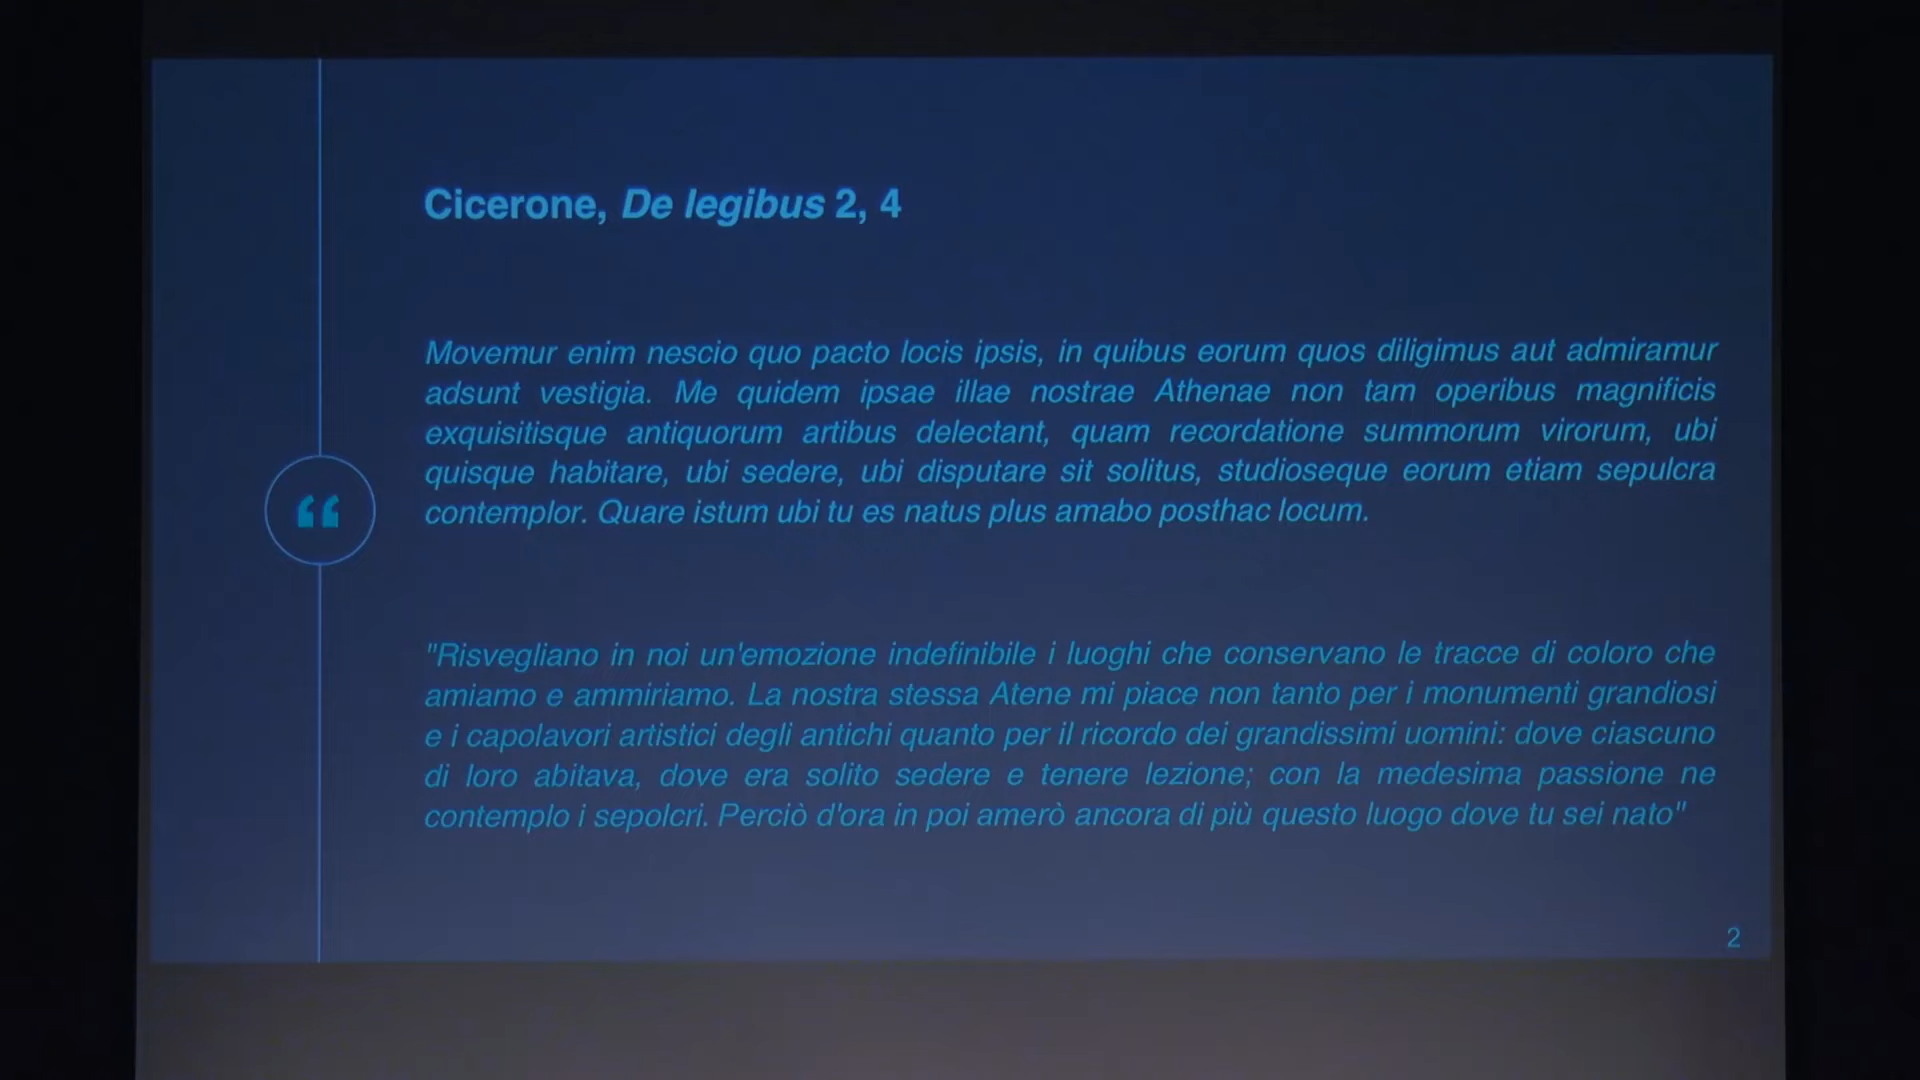 Cicerone, De legibus 2, 4
Movemur enim nescio quo pacto locis ipsis, in quibus eorum quos diligimus aut admiramur
adsunt vestigia. Me quidem ipsae illae nostrae Athenae non tam operibus magnificis
exquisitisque antiquorum artibus delectant, quam recordatione summorum virorum, ubi
quisque habitare, ubi sedere, ubi disputare sit solitus, studioseque eorum etiam sepulcra
contemplor. Quare istum ubi tu es natus plus amabo posthac locum.
“
"Risvegliano in noi un'emozione indefinibile i luoghi che conservano le tracce di coloro che
amiamo e ammiriamo. La nostra stessa Atene mi piace non tanto per i monumenti grandiosi
e i capolavori artistici degli antichi quanto per il ricordo dei grandissimi uomini: dove ciascuno
di loro abitava, dove era solito sedere e tenere lezione; con la medesima passione ne
contemplo i sepolcri. Perciò d'ora in poi amerò ancora di più questo luogo dove tu sei nato"
2